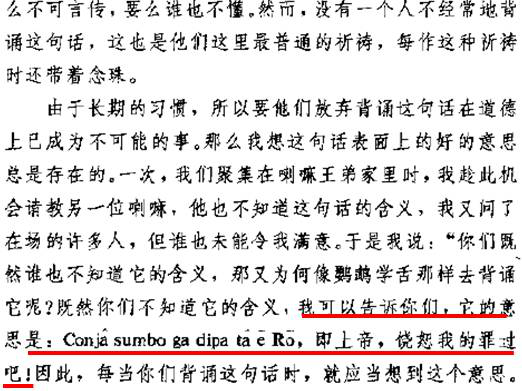 么不可言传，要么谁也不懂。然而，没有一个人不经常地背
诵这句话，这也是他们这里最普通的祈祷，每作这种祈祷
时还带着念珠。
由于长期的习惯，所以要他们放弃背诵这句话在道德
上已成为不可能的事。那么我想这句话表面上的好的意思
总是存在的。一次，我们聚集在喇嘛王弟家里时，我趁此机
会请教另一位喇嘛，他也不知道这句话的含义，我又问了
在场的许多人，但谁也未能令我满意。于是我说：“你们既
然谁也不知道它的含义，那又为何像鹦鹉学舌那样去背诵
它呢？既然你们不知道它的含义，我可以告诉你们，它的意
思是：Conjà sumbo ga dipa ta è Ro，即上帝，饶恕我的罪过
吧！因此，每当你们背诵这句话时，就应当想到这个意思。